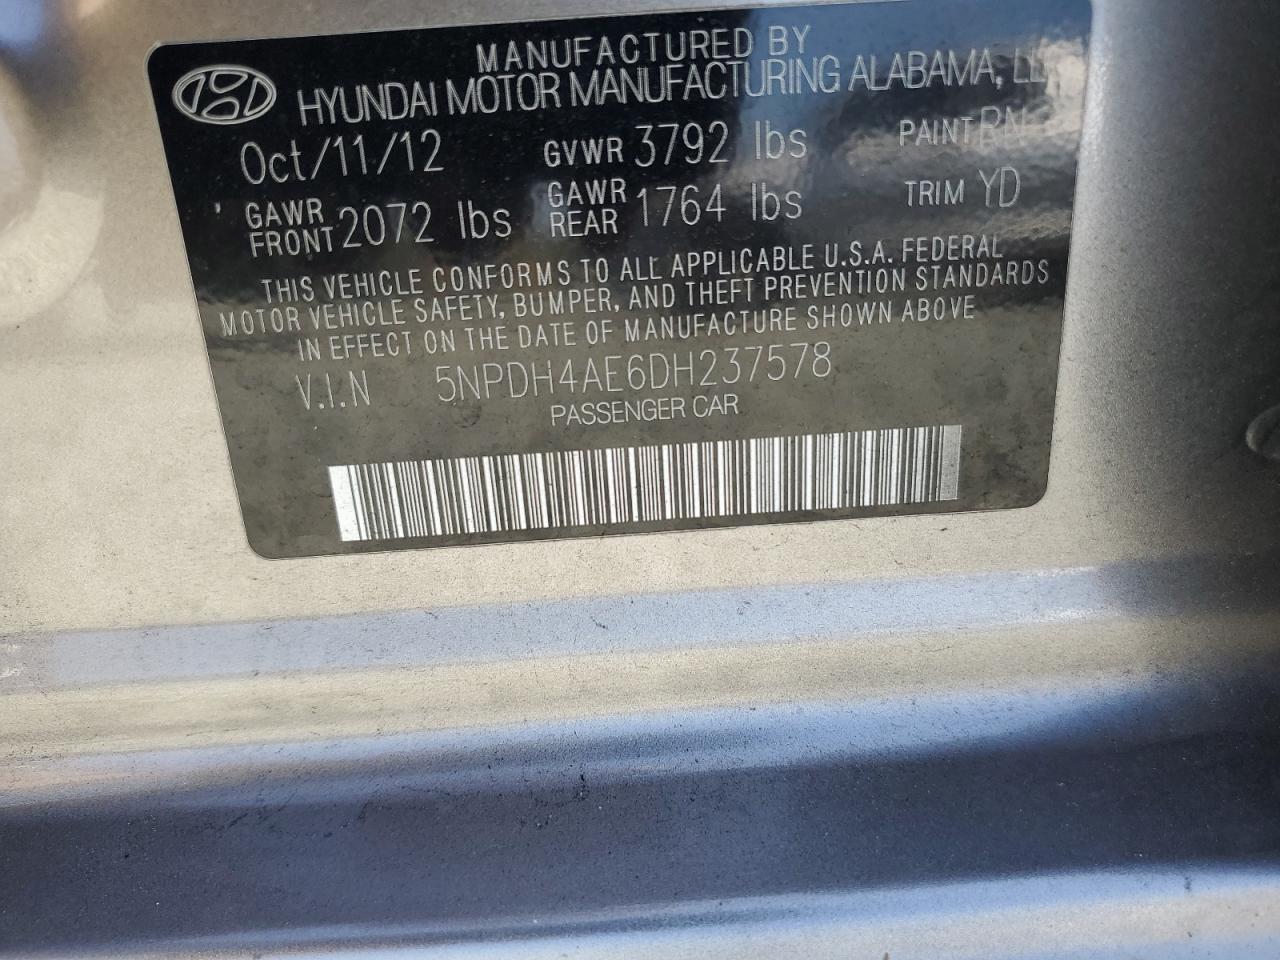 MANUFACTURED BY
HYUNDAI MOTOR MANUFACTURING ALABAMA,
Oct/11/12 GVWR 3792 lbs PAINT RN
GAWR FRONT 2072 lbs GAWR REAR 1764 lbs TRIM YD
THIS VEHICLE CONFORMS TO ALL APPLICABLE U.S.A. FEDERAL
MOTOR VEHICLE SAFETY, BUMPER, AND THEFT PREVENTION STANDARDS
IN EFFECT ON THE DATE OF MANUFACTURE SHOWN ABOVE
V.I.N 5NPDH4AE6DH237578
PASSENGER CAR